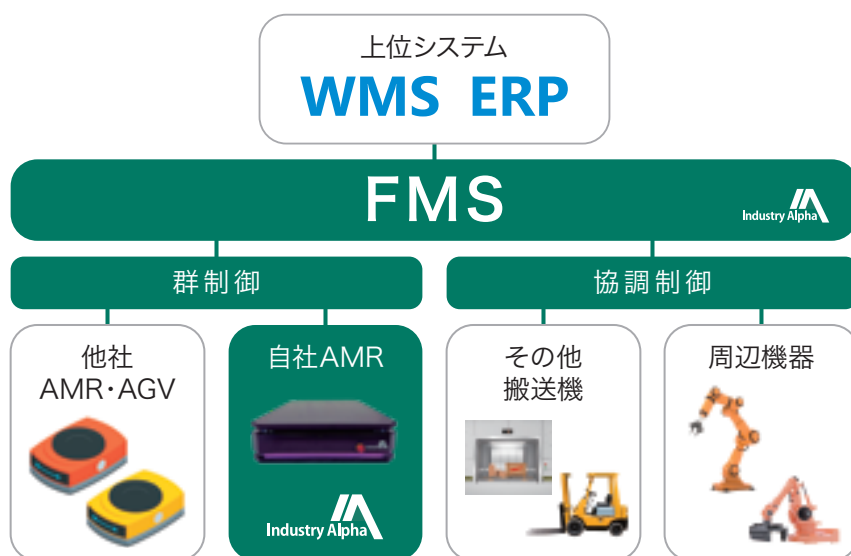 上位システム
WMS ERP
FMS
Industry Alpha
群制御
協調制御
他社
AMR・AGV
自社AMR
Industry Alpha
その他
搬送機
周辺機器